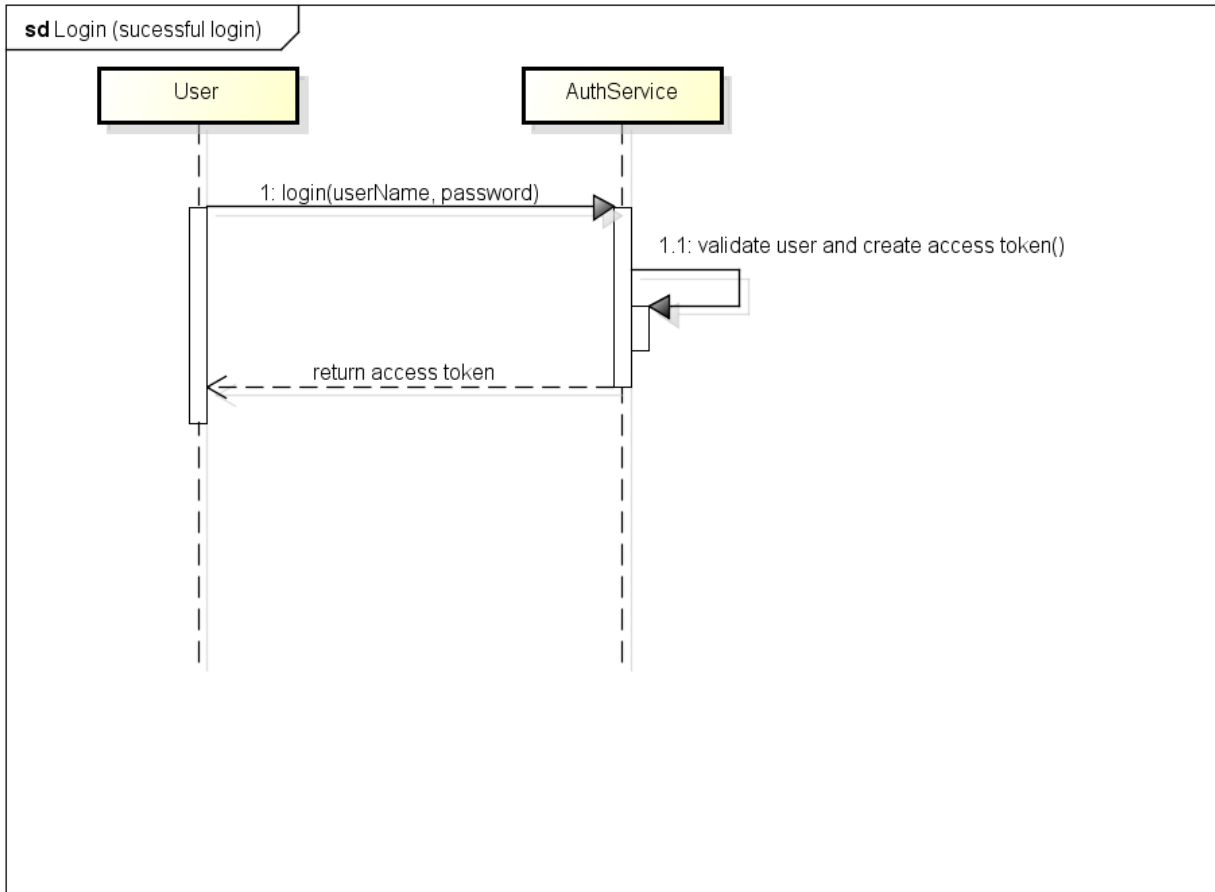 sd Login (sucessful login)
User
AuthService
1: login(userName, password)
1.1: validate user and create access token()
return access token